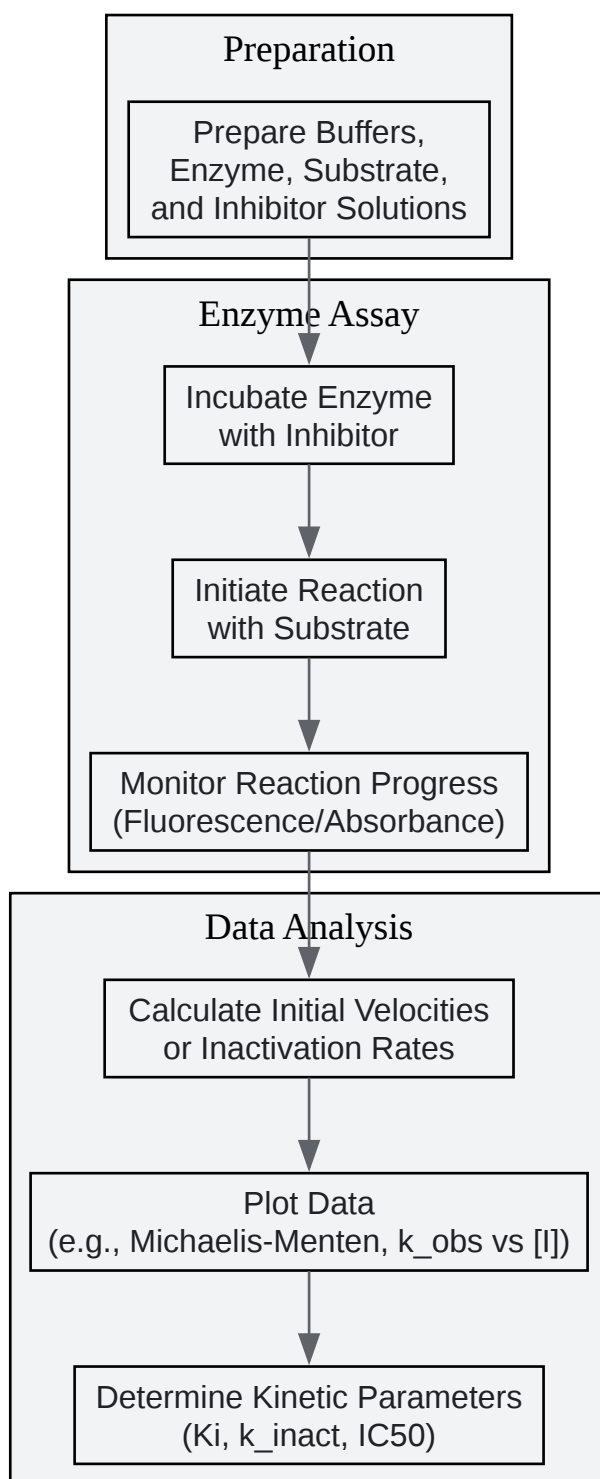 Preparation
Prepare Buffers,
Enzyme, Substrate,
and Inhibitor Solutions
Enzyme Assay
Incubate Enzyme
with Inhibitor
Initiate Reaction
with Substrate
Monitor Reaction Progress
(Fluorescence/Absorbance)
Data Analysis
Calculate Initial Velocities
or Inactivation Rates
Plot Data
(e.g., Michaelis-Menten, k_obs vs [I])
Determine Kinetic Parameters
(Ki, k_inact, IC50)